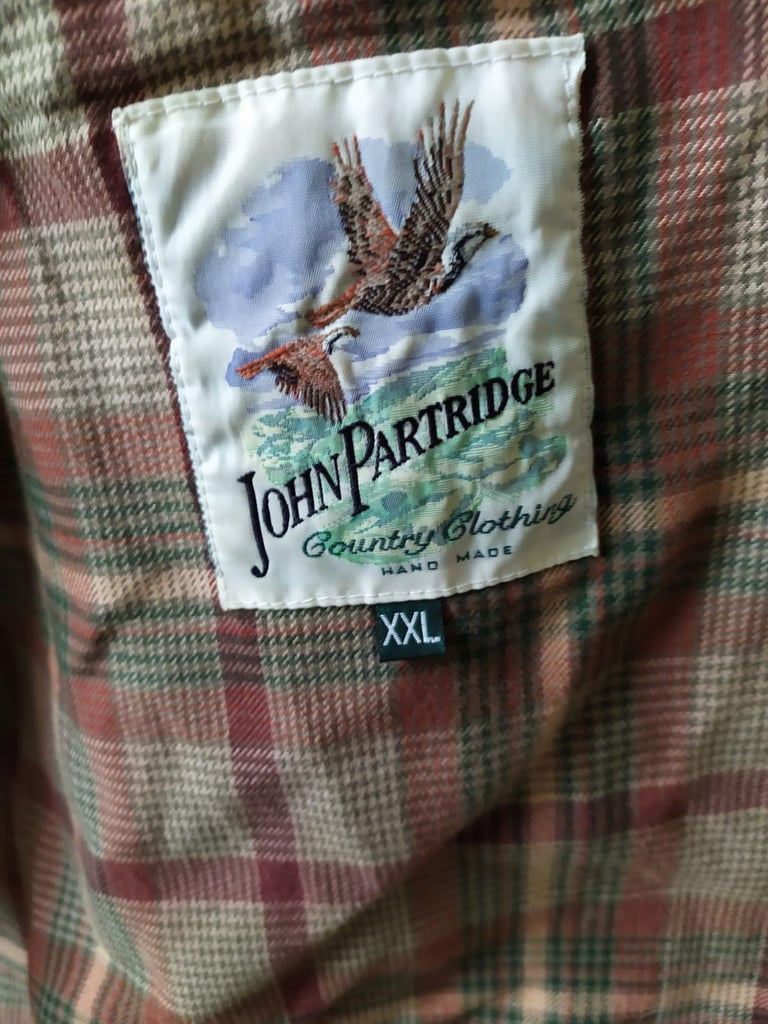 JOHN PARTRIDGE
Country Clothing
HAND MADE
XXL